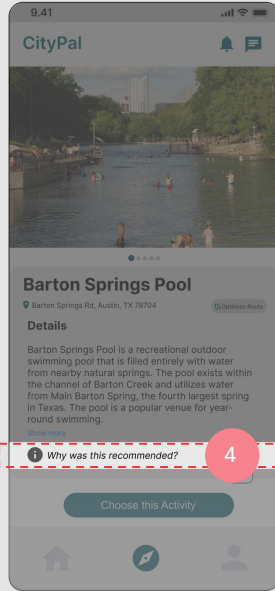 9.41
CityPal
Barton Springs Pool
Barton Springs Rd, Austin, TX 78704
Optimize Route
Details
Barton Springs Pool is a recreational outdoor
swimming pool that is filled entirely with water
from nearby natural springs. The pool exists within
the channel of Barton Creek and utilizes water
from Main Barton Spring, the fourth largest spring
in Texas. The pool is a popular venue for year-
round swimming.
Show more
i Why was this recommended?
4
Choose this Activity